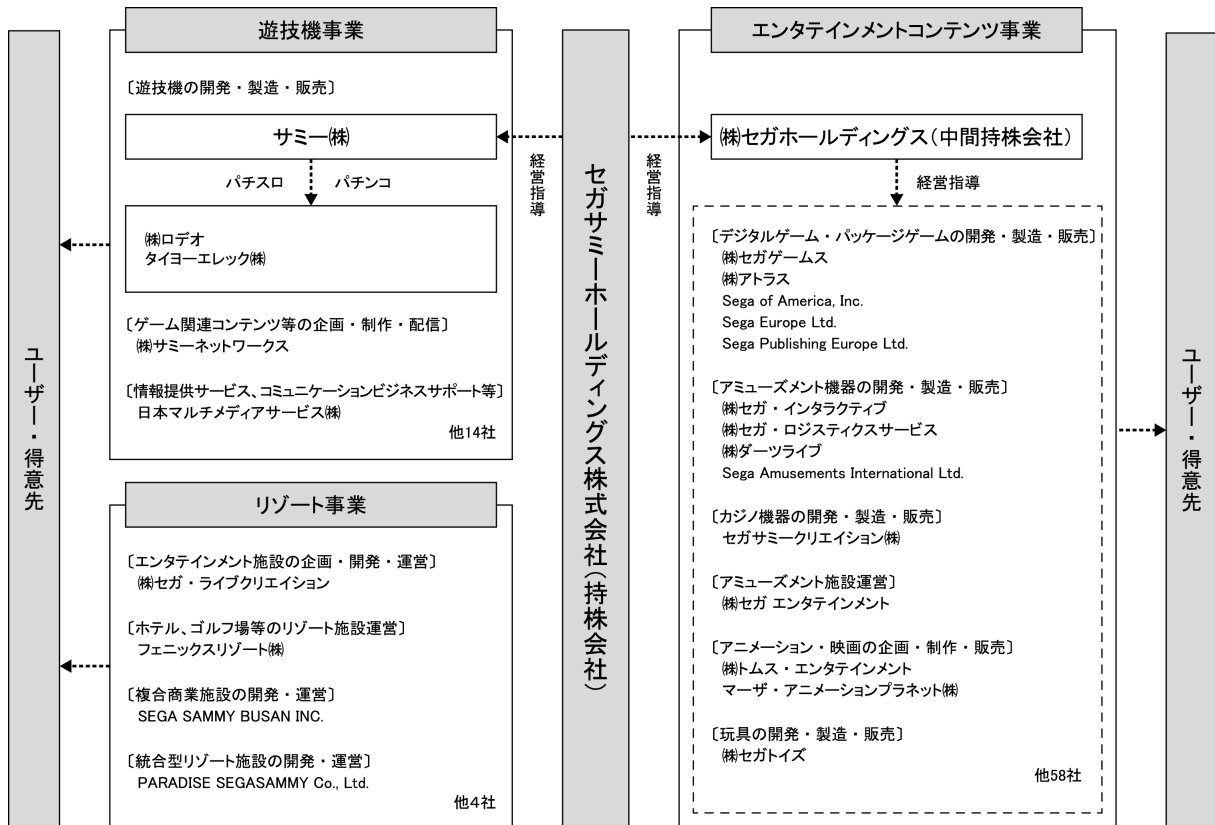 ユーザー・得意先
遊技機事業
〔遊技機の開発・製造・販売〕
サミー㈱
パチスロ
パチンコ
㈱ロデオ
タイヨーエレック㈱
〔ゲーム関連コンテンツ等の企画・制作・配信〕
㈱サミーネットワークス
〔情報提供サービス、コミュニケーションビジネスサポート等〕
日本マルチメディアサービス㈱
他14社
リゾート事業
〔エンタテインメント施設の企画・開発・運営〕
㈱セガ・ライブクリエイション
〔ホテル、ゴルフ場等のリゾート施設運営〕
フェニックスリゾート㈱
〔複合商業施設の開発・運営〕
SEGA SAMMY BUSAN INC.
〔統合型リゾート施設の開発・運営〕
PARADISE SEGASAMMY Co., Ltd.
他4社
経営指導
セガサミーホールディングス株式会社(持株会社)
経営指導
エンタテインメントコンテンツ事業
㈱セガホールディングス(中間持株会社)
経営指導
〔デジタルゲーム・パッケージゲームの開発・製造・販売〕
㈱セガゲームス
㈱アトラス
Sega of America, Inc.
Sega Europe Ltd.
Sega Publishing Europe Ltd.
〔アミューズメント機器の開発・製造・販売〕
㈱セガ・インタラクティブ
㈱セガ・ロジスティクスサービス
㈱ダーツライブ
Sega Amusements International Ltd.
〔カジノ機器の開発・製造・販売〕
セガサミークリエイション㈱
〔アミューズメント施設運営〕
㈱セガ エンタテインメント
〔アニメーション・映画の企画・制作・販売〕
㈱トムス・エンタテインメント
マーザ・アニメーションプラネット㈱
〔玩具の開発・製造・販売〕
㈱セガトイズ
他58社
ユーザー・得意先